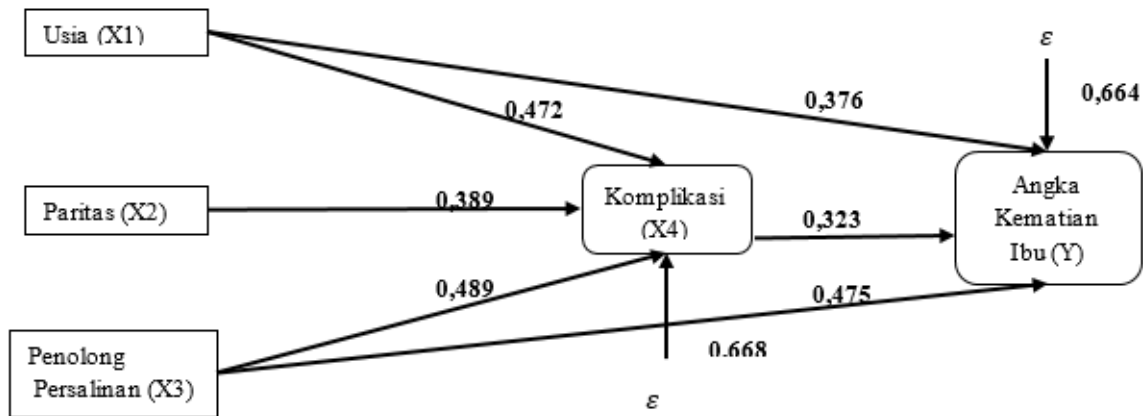 Usia (X1)
ε
0,376
0,664
0,472
Paritas (X2)
0,389
Komplikasi
(X4)
0,323
Angka
Kematian
Ibu (Y)
0,489
0,475
Penolong
Persalinan (X3)
0.668
ε